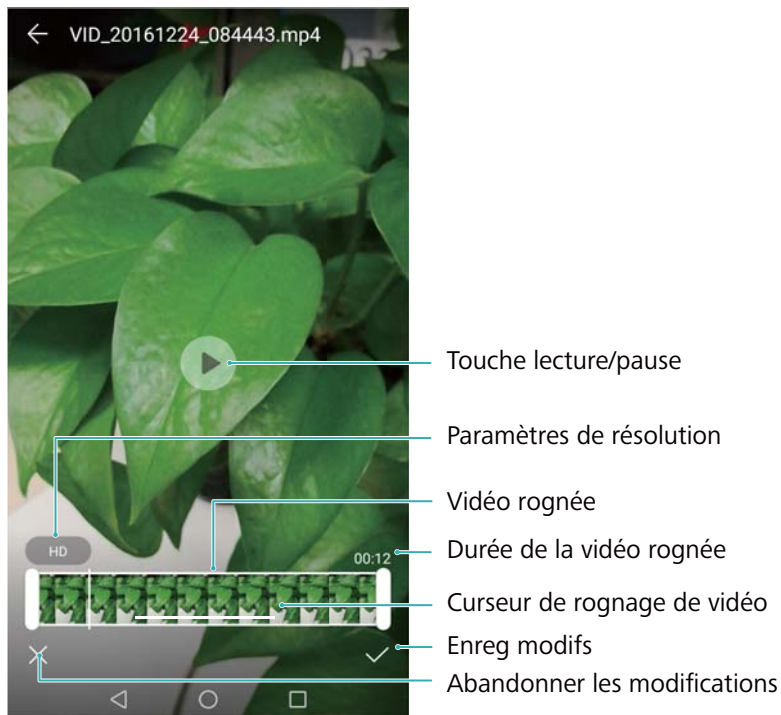 VID_20161224_084443.mp4
Touche lecture/pause
Paramètres de résolution
Vidéo rognée
HD
00:12
Durée de la vidéo rognée
Curseur de rognage de vidéo
Enreg modifs
Abandonner les modifications